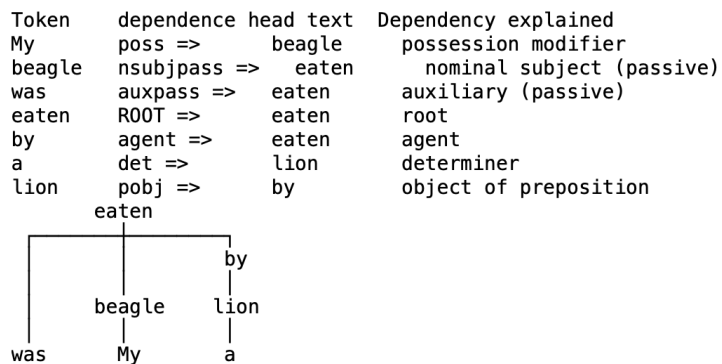 Token    dependence head text  Dependency explained
My       poss =>      beagle     possession modifier
beagle   nsubjpass =>   eaten      nominal subject (passive)
was      auxpass =>   eaten      auxiliary (passive)
eaten    ROOT =>      eaten      root
by       agent =>     eaten      agent
a        det =>       lion       determiner
lion     pobj =>      by         object of preposition
eaten
by
beagle lion
was My a